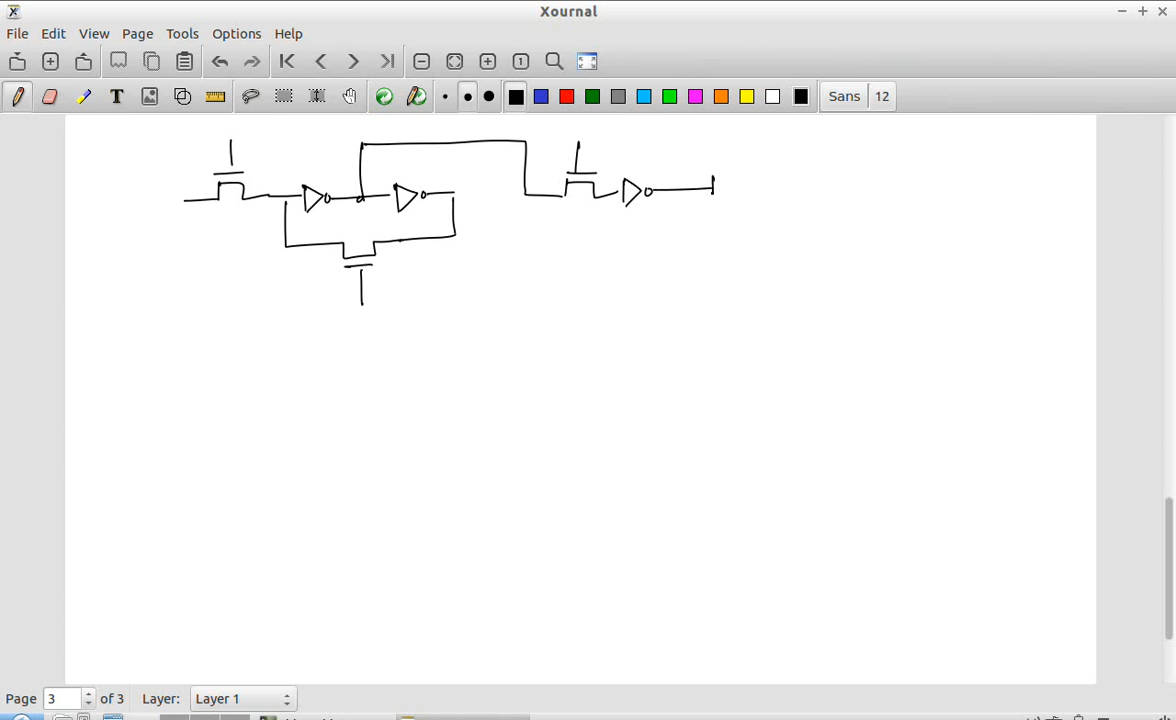 Xournal
File Edit View Page Tools Options Help
Sans 12
Page 3 of 3 Layer: Layer 1